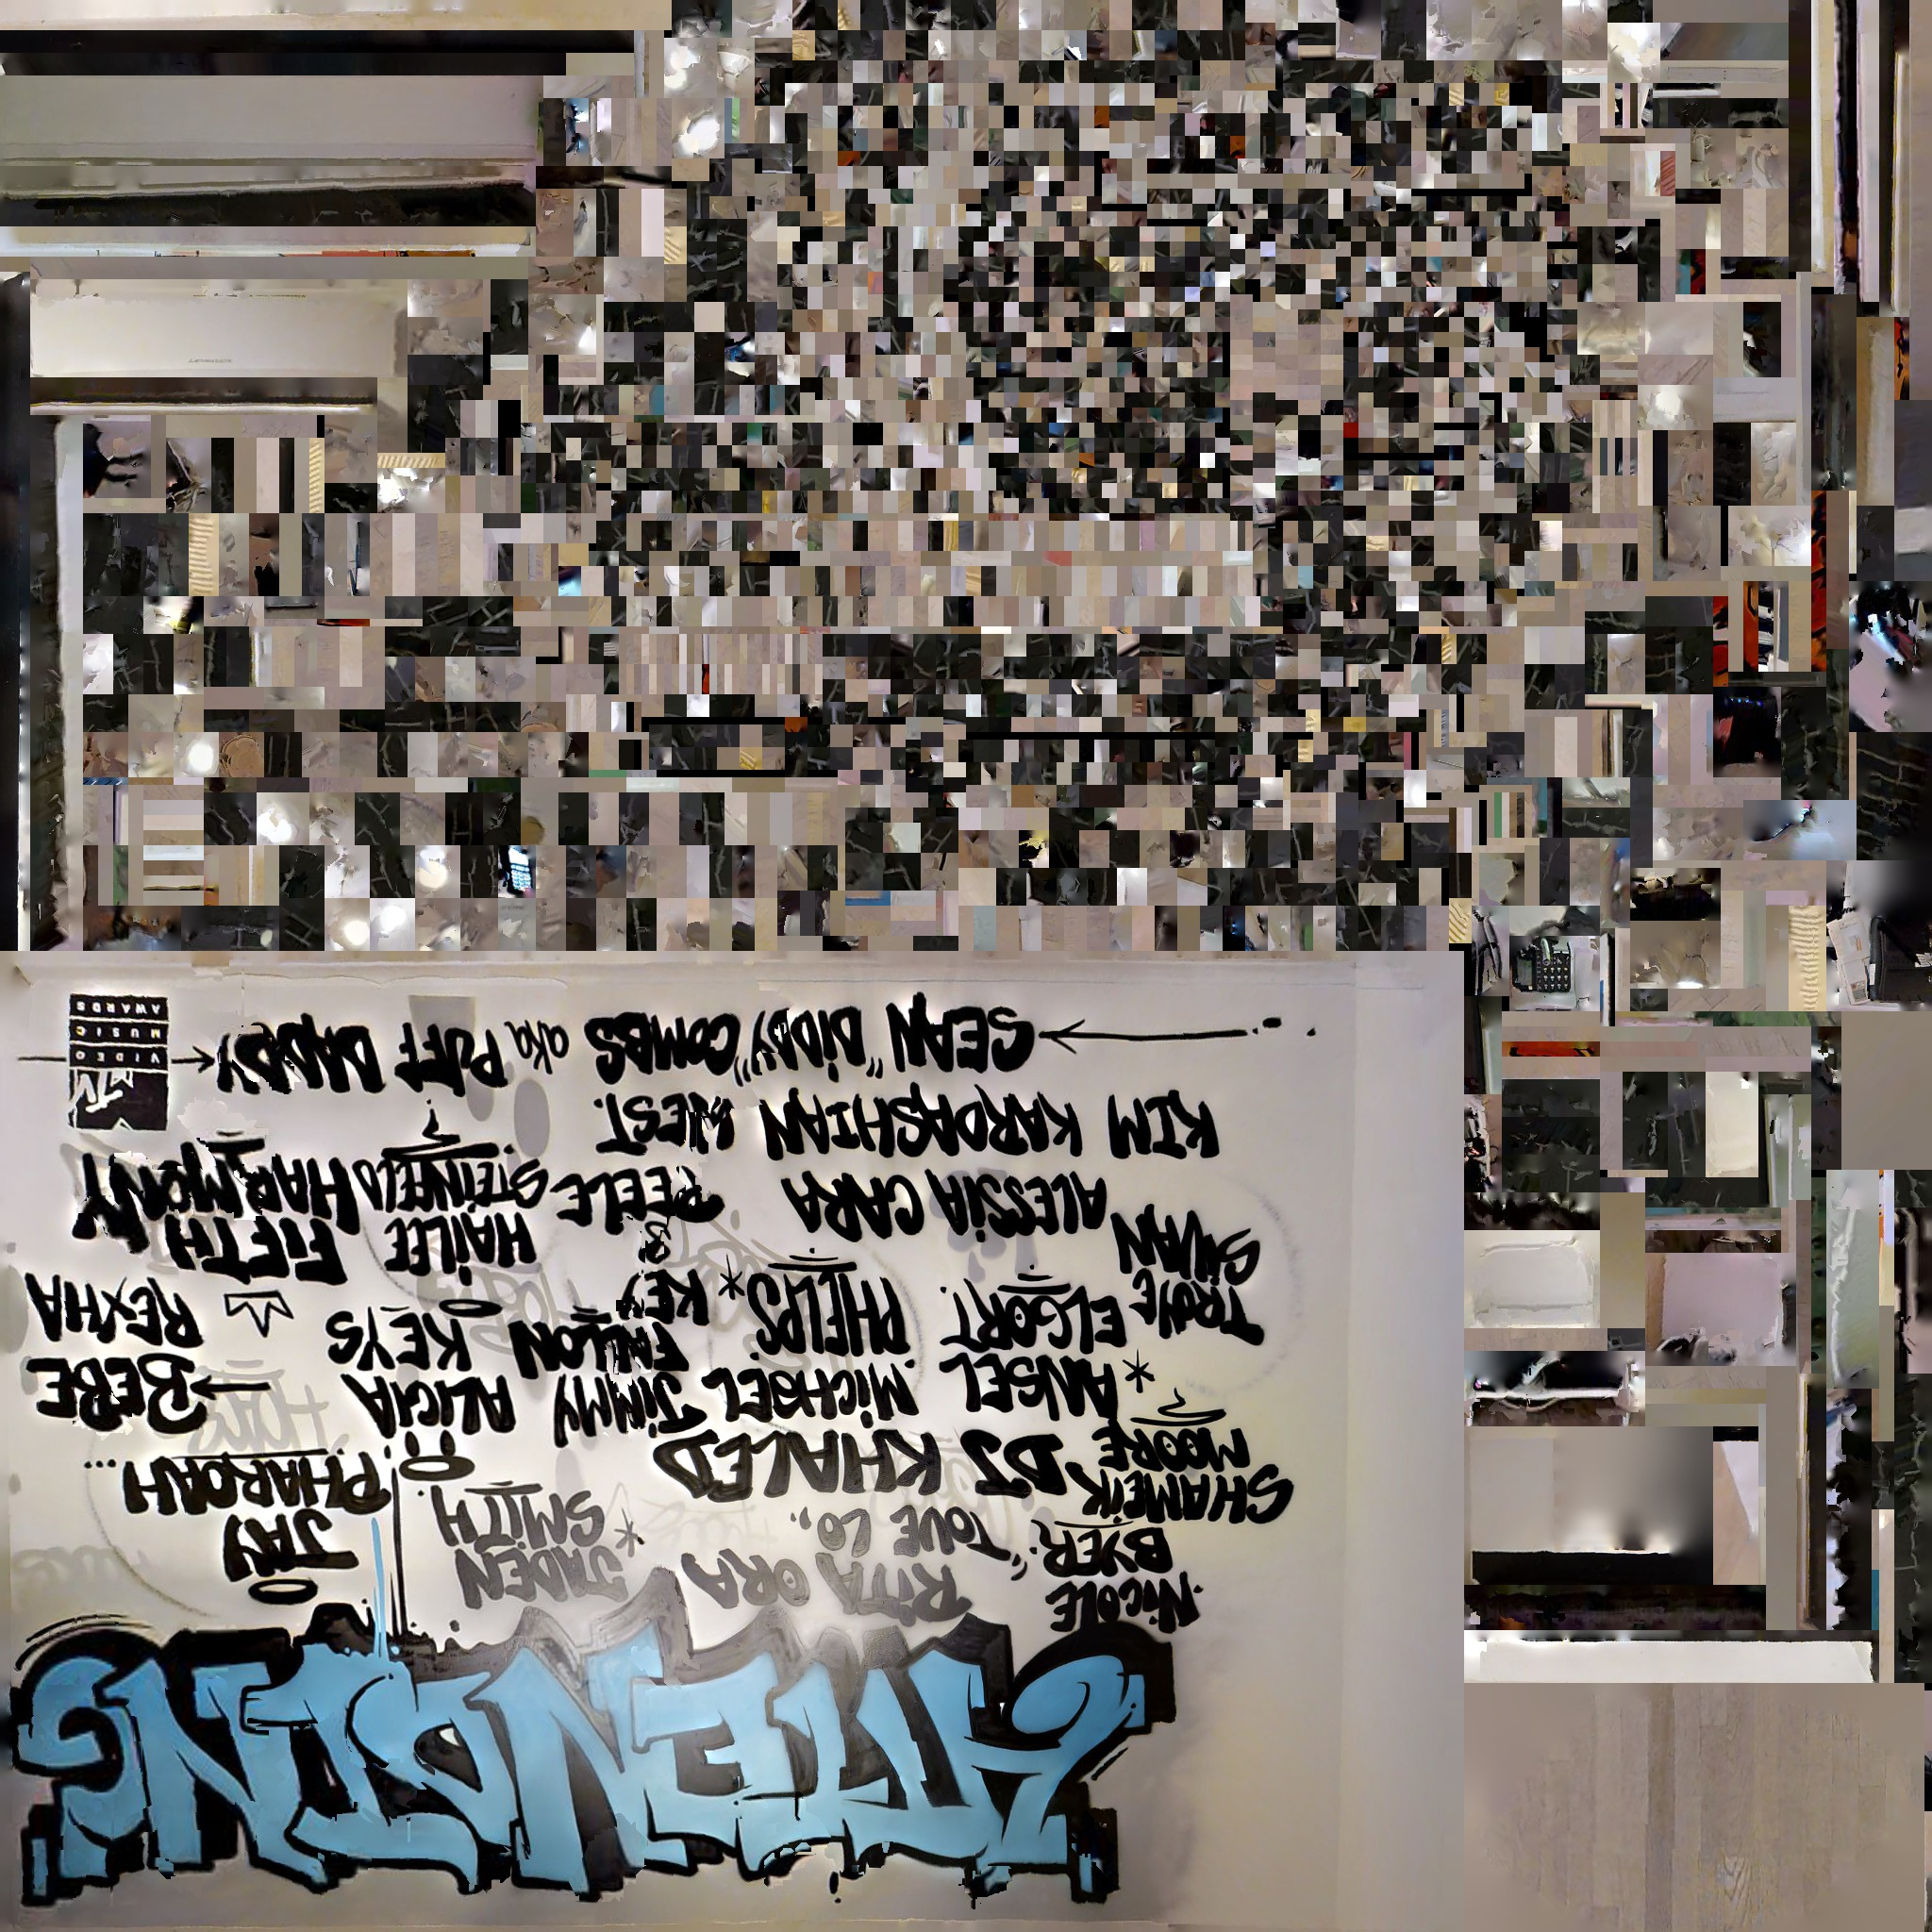 ATTENDING
NICOLE BYER.
RITA ORA
"TOVE LO,,
JADEN SMITH
JAY PHAROAH...
SHAMEIK MOORE
DJ KHALED
*ANSEL ELGORT.
MICHAEL PHELPS*
JIMMY FALLON
ALICIA KEYS
BEBE REXHA
TROYE SIVAN
ALESSIA CARA
KEY & PEELE
HAILEE STEINFELD
FIFTH HARMONY
KIM KARDASHIAN WEST.
SEAN "DIDDY" COMBS aka PUFF DADDY
MTV
VIDEO
MUSIC
AWARDS